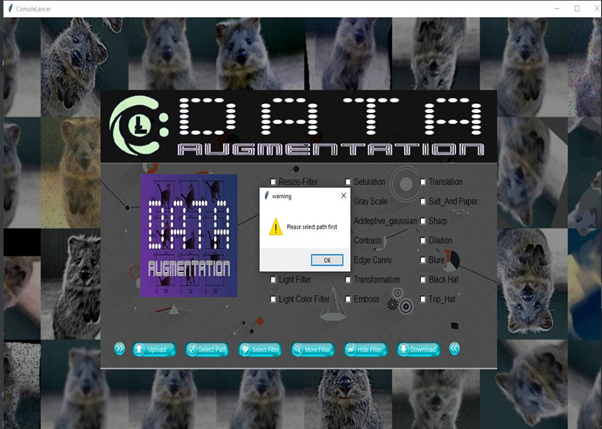 ConsoleLancer
DATA
AUGMENTATION
Resize-Filter
Seturation
Translation
Gray Scale
Salt_And Paper
Addeptive_gaussian
Sharp
Contrass
Dilation
Edge Canny
Blure
Light Filter
Transformation
Black Hat
Light Color Filter
Emboss
Top_Hat
DATA
AUGMENTATION
warning
Please select path first
OK
Upload
Select Path
Select Filter
More Filter
Hide Filter
Download